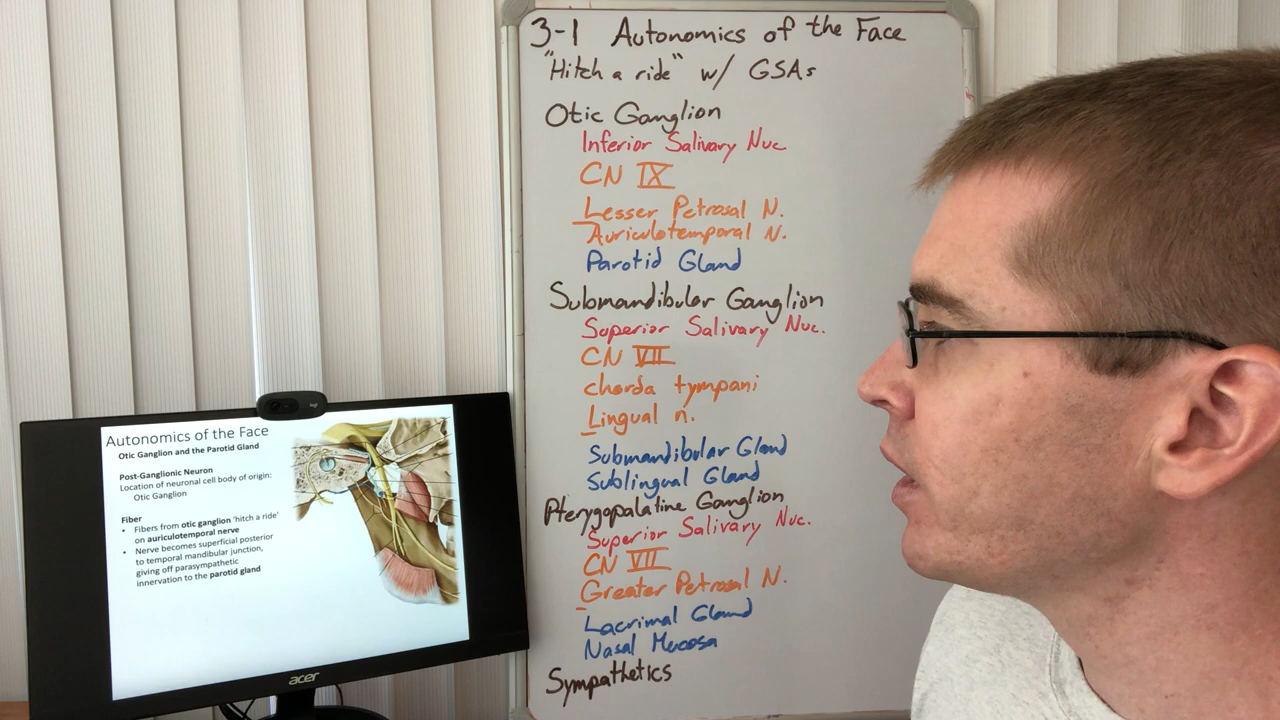 3-1 Autonomics of the Face
"Hitch a ride" w/ GSAs
Otic Ganglion
Inferior Salivary Nuc
CN IX
Lesser Petrosal N.
Auriculotemporal N.
Parotid Gland
Submandibular Ganglion
Superior Salivary Nuc.
CN VII
chorda tympani
Lingual n.
Submandibular Gland
Sublingual Gland
Pterygopalatine Ganglion
Superior Salivary Nuc.
CN VII
Greater Petrosal N.
Lacrimal Gland
Nasal Mucosa
Sympathetics
Autonomics of the Face
Otic Ganglion and the Parotid Gland
Post-Ganglionic Neuron
Location of neuronal cell body of origin:
Otic Ganglion
Fiber
• Fibers from otic ganglion 'hitch a ride'
on auriculotemporal nerve
• Nerve becomes superficial posterior
to temporal mandibular junction,
giving off parasympathetic
innervation to the parotid gland
acer
logi